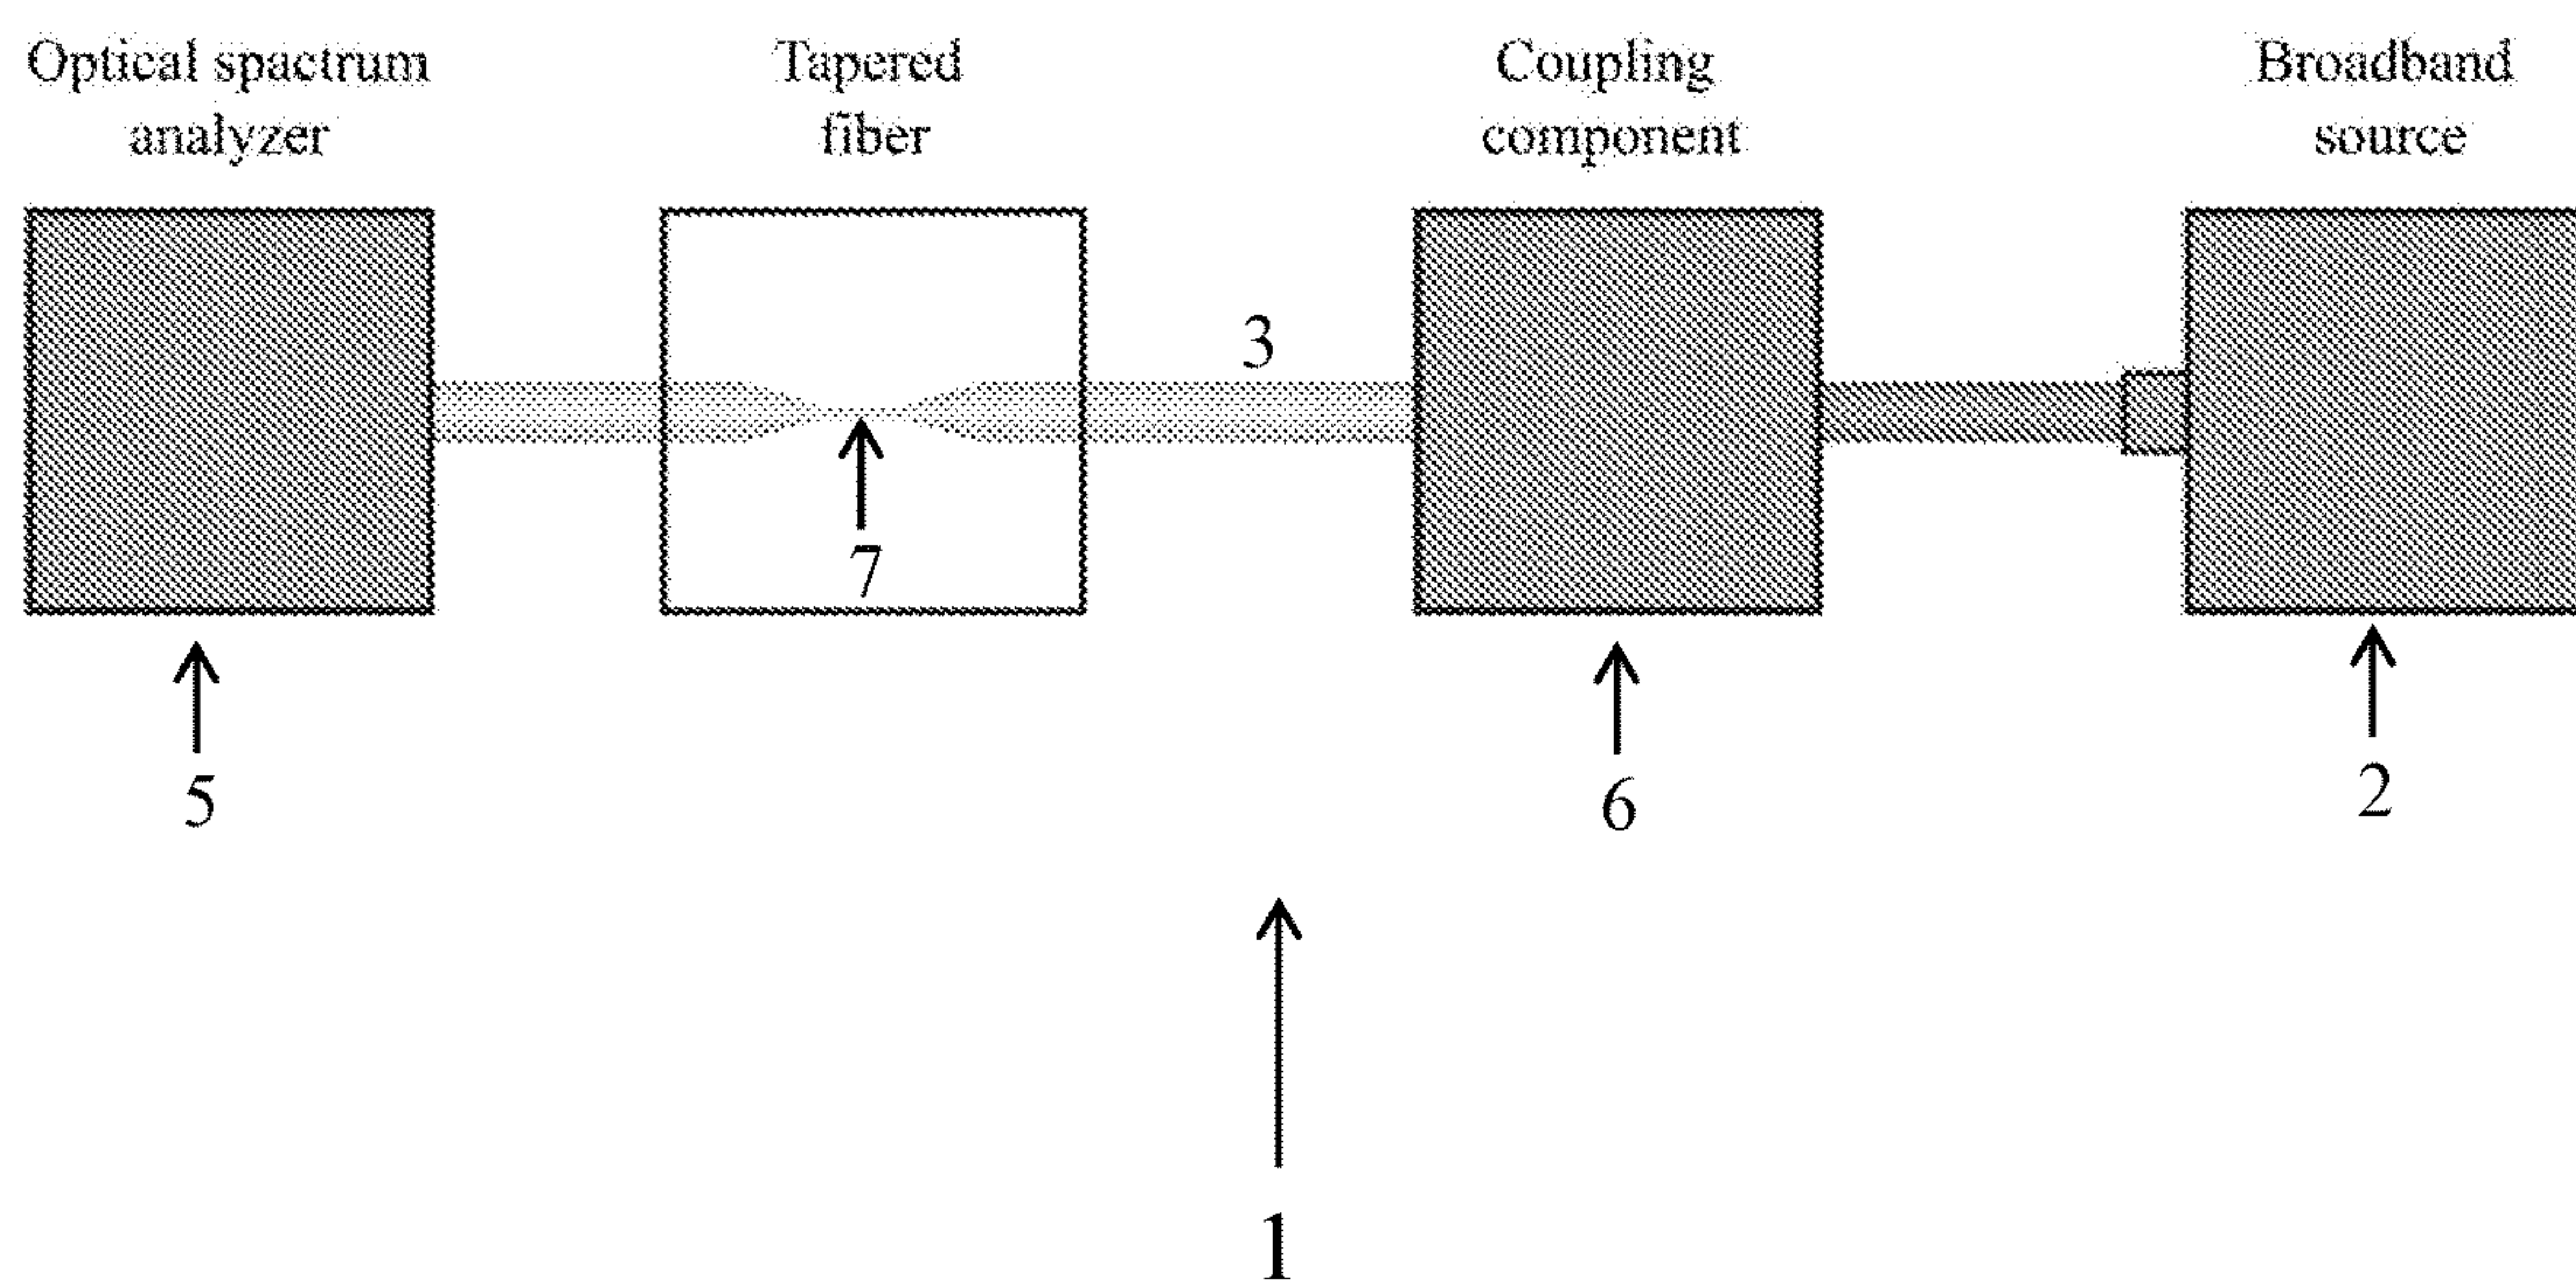 Optical spactrum
analyzer
Tapered
fiber
Coupling
component
Broadband
source
3
7
5
6
2
1